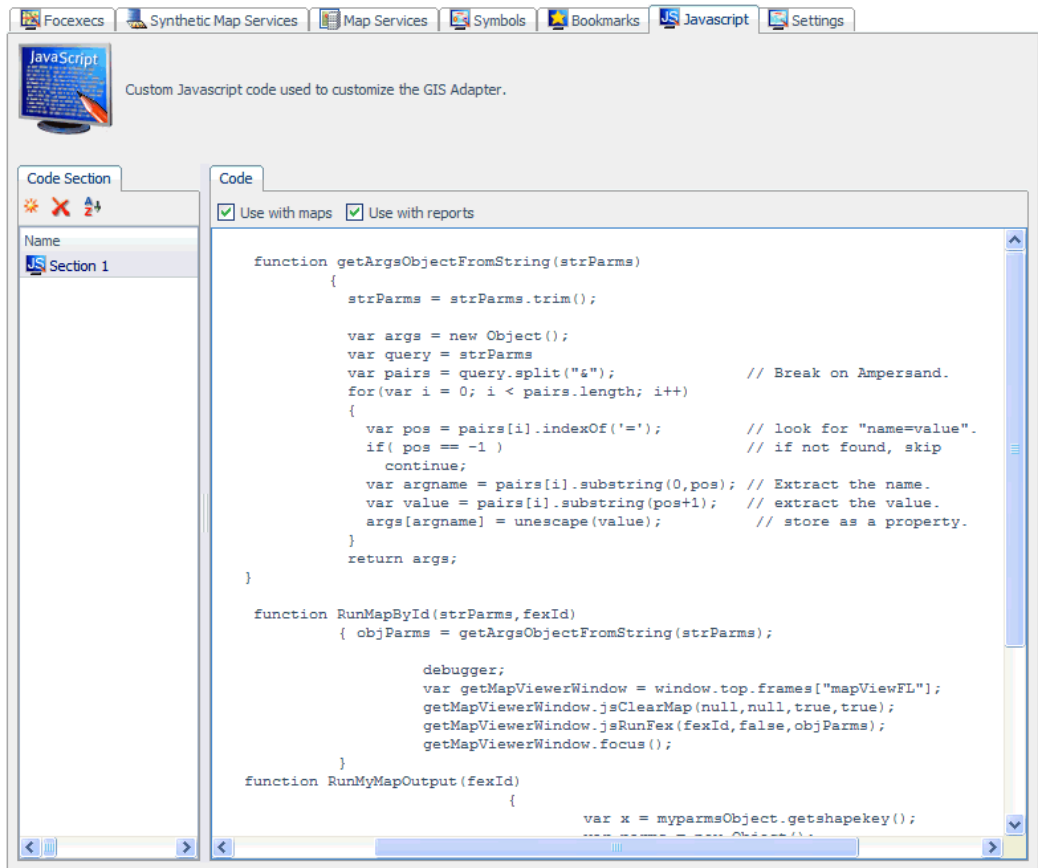 Focexecs Synthetic Map Services Map Services Symbols Bookmarks JS Javascript JS Settings
JavaScript
Custom Javascript code used to customize the GIS Adapter.
Code Section
Code
Use with maps Use with reports
Name
JS Section 1
function getArgsObjectFromString(strParms)
{
strParms = strParms.trim();
var args = new Object();
var query = strParms
var pairs = query.split("&"); // Break on Ampersand.
for(var i = 0; i < pairs.length; i++)
{
var pos = pairs[i].indexOf('='); // look for "name=value".
if( pos == -1 ) // if not found, skip
continue;
var argname = pairs[i].substring(0,pos); // Extract the name.
var value = pairs[i].substring(pos+1); // extract the value.
args[argname] = unescape(value); // store as a property.
}
return args;
}
function RunMapById(strParms,fexId)
{ objParms = getArgsObjectFromString(strParms);
debugger;
var getMapViewerWindow = window.top.frames["mapViewFL"];
getMapViewerWindow.jsClearMap(null,null,true,true);
getMapViewerWindow.jsRunFex(fexId,false,objParms);
getMapViewerWindow.focus();
}
function RunMyMapOutput(fexId)
{
var x = myparmsObject.getshapekey();
var parms = new Object();